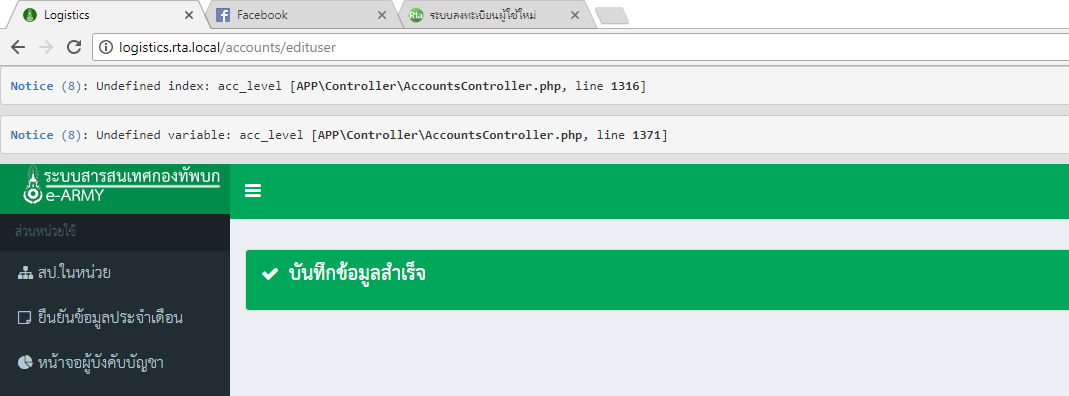 Logistics
Facebook
Rta ระบบลงทะเบียนผู้ใช้ใหม่
logistics.rta.local/accounts/edituser
Notice (8): Undefined index: acc_level [APP\Controller\AccountsController.php, line 1316]
Notice (8): Undefined variable: acc_level [APP\Controller\AccountsController.php, line 1371]
ระบบสารสนเทศกองทัพบก
e-ARMY
ส่วนหน่วยใช้
สป.ในหน่วย
บันทึกข้อมูลสำเร็จ
ยืนยันข้อมูลประจำเดือน
หน้าจอผู้บังคับบัญชา